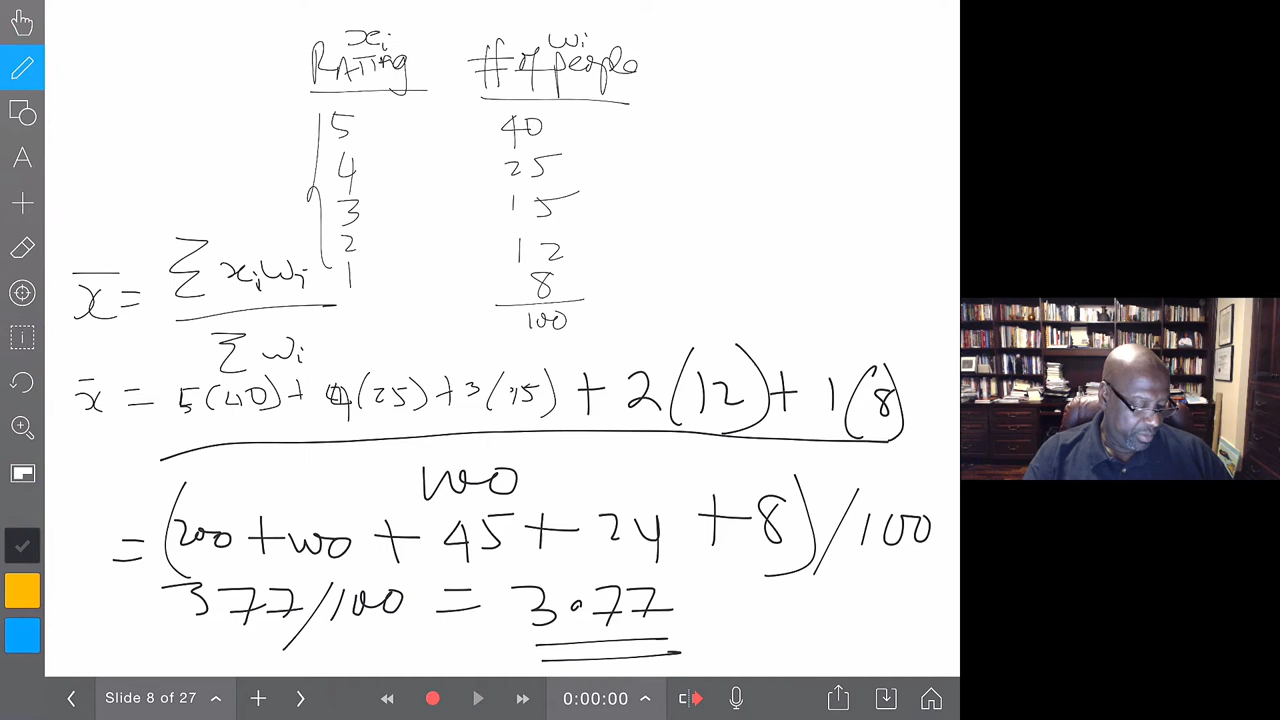 xᵢ wᵢ
RATING # of people
5 40
4 25
3 15
2 12
1 8
100
x̄ = Σ xᵢwᵢ / Σ wᵢ
x̄ = 5(40) + 4(25) + 3(15) + 2(12) + 1(8)
100
= (200 + 100 + 45 + 24 + 8) / 100
377/100 = 3.77
Slide 8 of 27
0:00:00